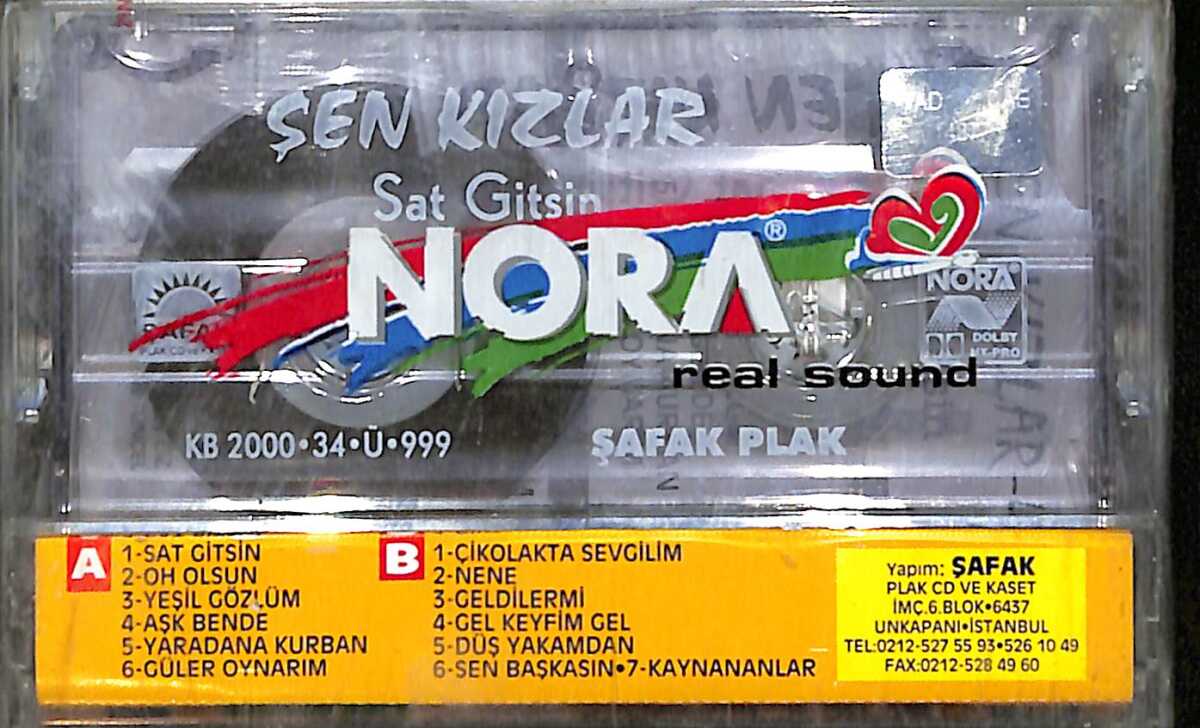 ŞEN KIZLAR
Sat Gitsin
NORA®
real sound
ŞAFAK
NORA®
DOLBY
HX-PRO
KB 2000•34•Ü•999
ŞAFAK PLAK
A
1-SAT GİTSİN
2-OH OLSUN
3-YEŞİL GÖZLÜM
4-AŞK BENDE
5-YARADANA KURBAN
6-GÜLER OYNARIM
B
1-ÇİKOLAKTA SEVGİLİM
2-NENE
3-GELDİLERMİ
4-GEL KEYFİM GEL
5-DÜŞ YAKAMDAN
6-SEN BAŞKASIN•7-KAYNANANLAR
Yapım: ŞAFAK
PLAK CD VE KASET
İMÇ.6.BLOK•6437
UNKAPANI•İSTANBUL
TEL:0212-527 55 93•526 10 49
FAX:0212-528 49 60